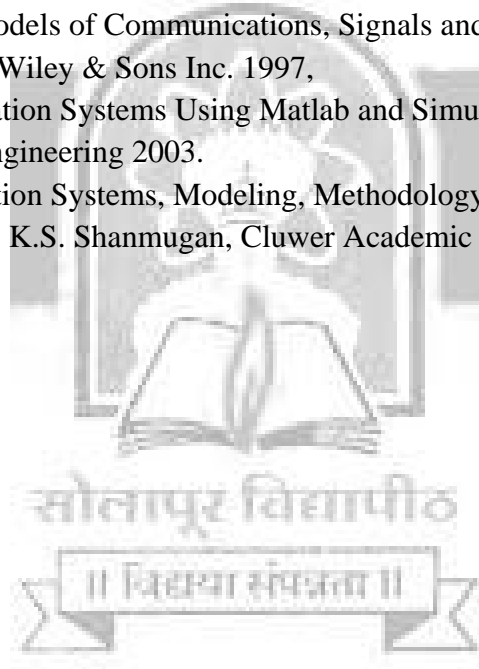 odels of Communications, Signals and
Wiley & Sons Inc. 1997,
ation Systems Using Matlab and Simu
ngineering 2003.
tion Systems, Modeling, Methodology
K.S. Shanmugan, Cluwer Academic
सोलापूर विद्यापीठ
॥ विद्यया संपन्नता ॥